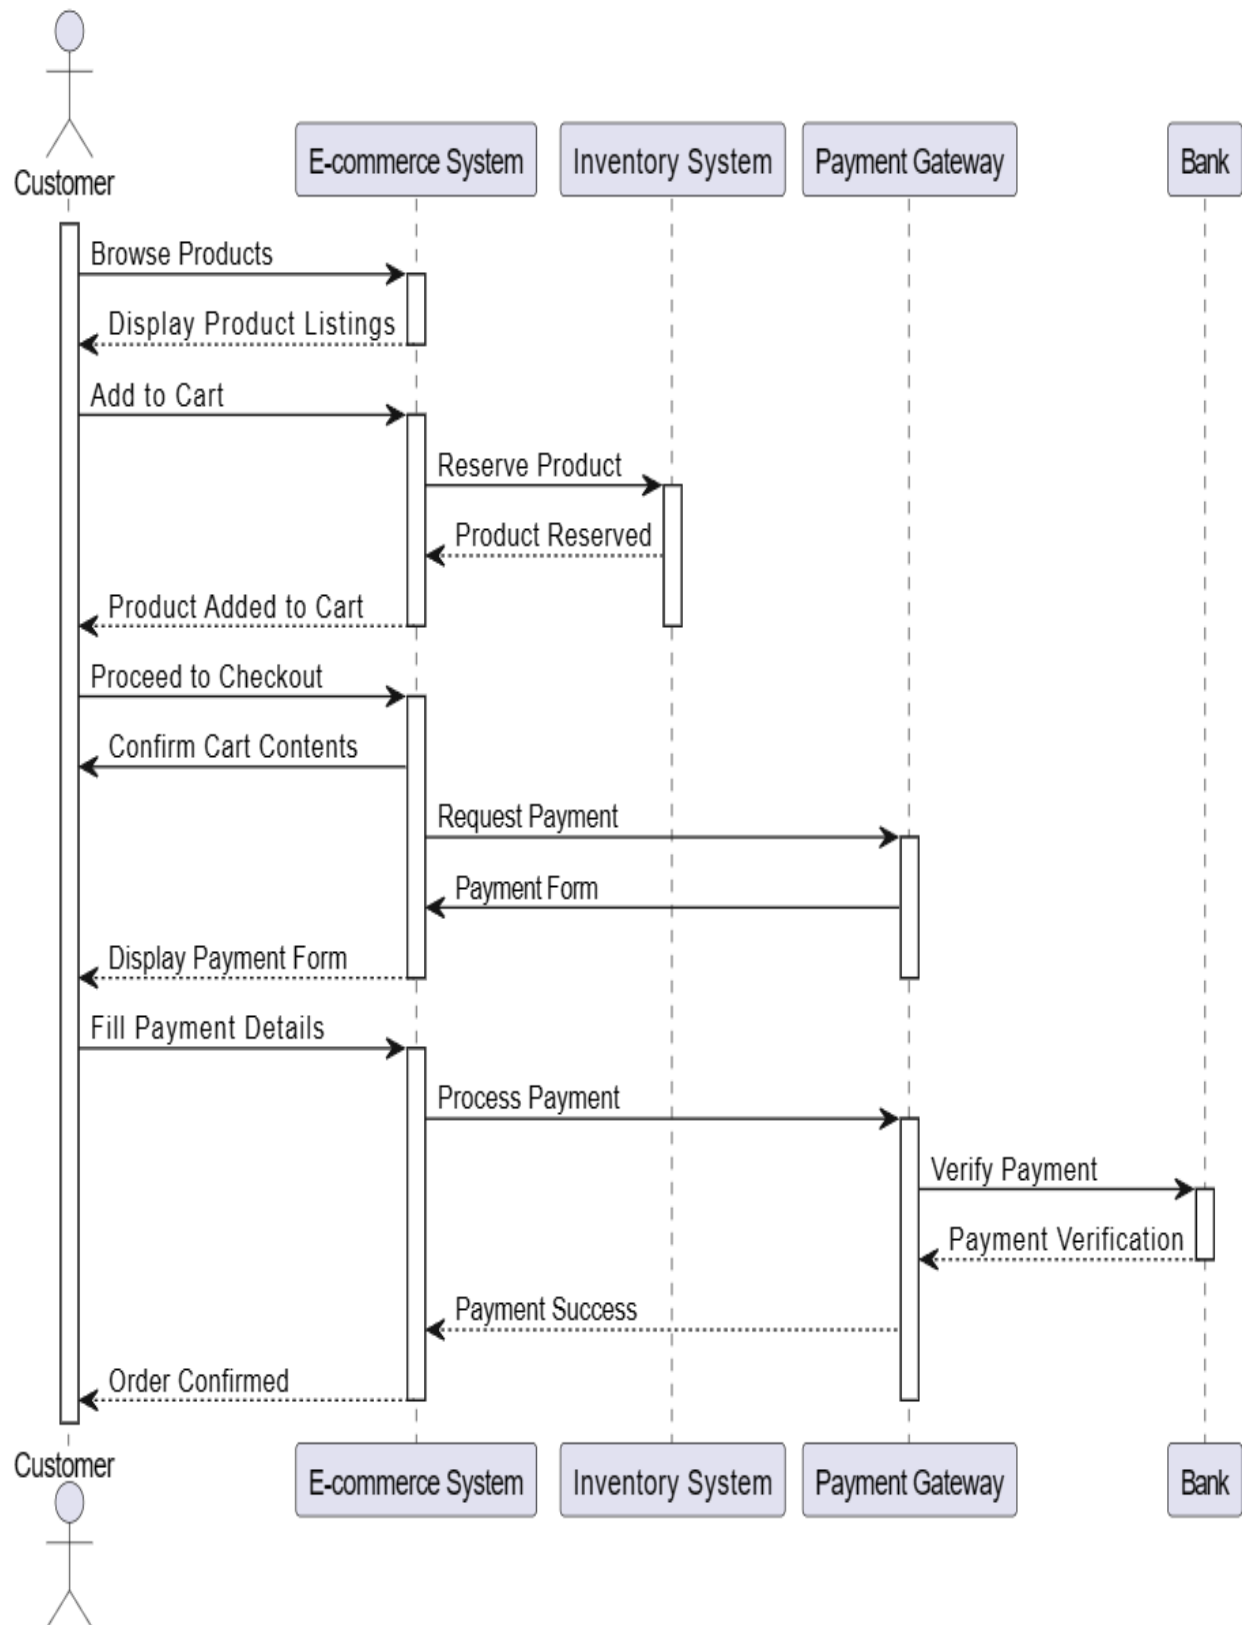 Customer
E-commerce System
Inventory System
Payment Gateway
Bank
Browse Products
Display Product Listings
Add to Cart
Reserve Product
Product Reserved
Product Added to Cart
Proceed to Checkout
Confirm Cart Contents
Request Payment
Payment Form
Display Payment Form
Fill Payment Details
Process Payment
Verify Payment
Payment Verification
Payment Success
Order Confirmed
Customer
E-commerce System
Inventory System
Payment Gateway
Bank